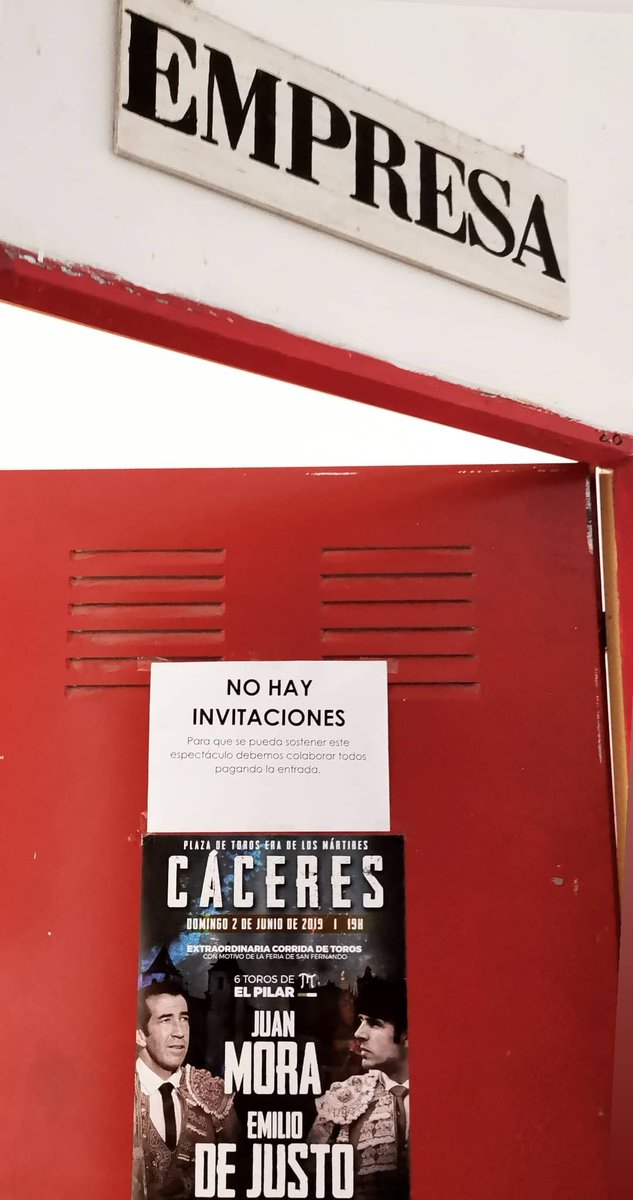 EMPRESA
NO HAY
INVITACIONES
Para que se pueda sostener este
espectáculo debemos colaborar todos
pagando la entrada.
PLAZA DE TOROS ERA DE LOS MÁRTIRES
CÁCERES
DOMINGO 2 DE JUNIO DE 2019 | 19H
EXTRAORDINARIA CORRIDA DE TOROS
CON MOTIVO DE LA FERIA DE SAN FERNANDO
6 TOROS DE
EL PILAR
JUAN
MORA
EMILIO
DE JUSTO